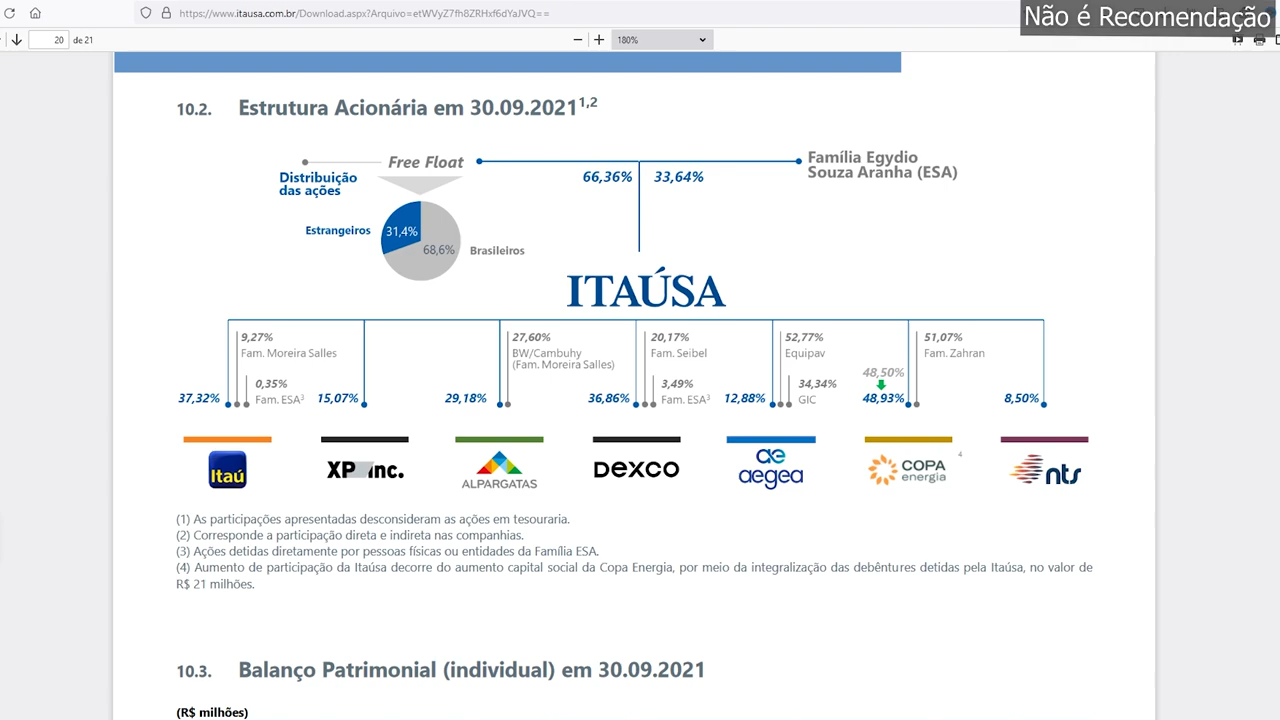 https://www.itausa.com.br/Download.aspx?Arquivo=etWVyZ7fh8ZRHxf6dYaJVQ==
Não é Recomendação
20 de 21
180%
10.2. Estrutura Acionária em 30.09.2021¹,²
Free Float
Família Egydio
Souza Aranha (ESA)
Distribuição
das ações
66,36% 33,64%
Estrangeiros
31,4%
68,6%
Brasileiros
ITAÚSA
9,27%
Fam. Moreira Salles
27,60%
BW/Cambuhy
(Fam. Moreira Salles)
20,17%
Fam. Seibel
52,77%
Equipav
51,07%
Fam. Zahran
0,35%
Fam. ESA³
3,49%
Fam. ESA³
34,34%
GIC
48,50%
37,32% 15,07% 29,18% 36,86% 12,88% 48,93% 8,50%
Itaú
XP inc.
ALPARGATAS
DEXCO
ae
aegea
COPA
energia
4
nts
(1) As participações apresentadas desconsideram as ações em tesouraria.
(2) Corresponde a participação direta e indireta nas companhias.
(3) Ações detidas diretamente por pessoas físicas ou entidades da Família ESA.
(4) Aumento de participação da Itaúsa decorre do aumento capital social da Copa Energia, por meio da integralização das debêntures detidas pela Itaúsa, no valor de
R$ 21 milhões.
10.3. Balanço Patrimonial (individual) em 30.09.2021
(R$ milhões)